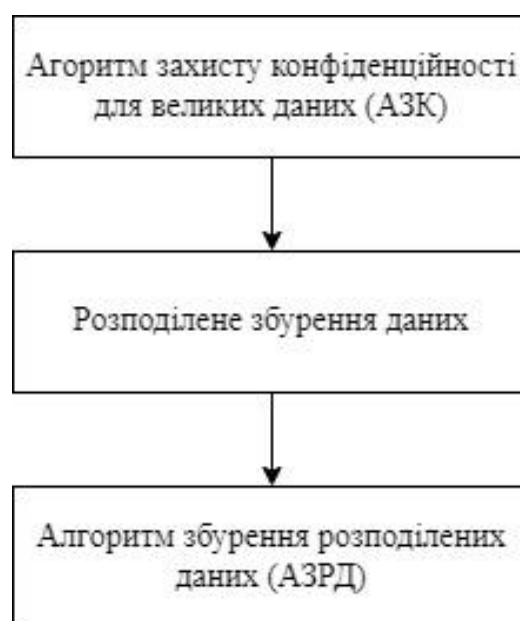 Агоритм захисту конфіденційності
для великих даних (АЗК)
Розподілене збурення даних
Алгоритм збурення розподілених
даних (АЗРД)